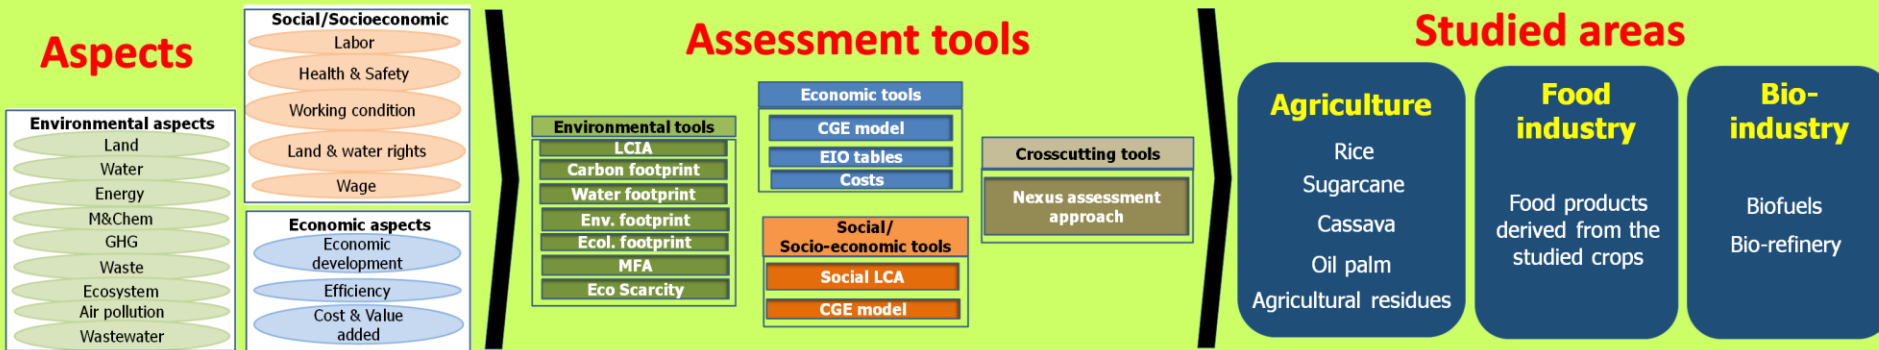 Aspects
Environmental aspects
Land
Water
Energy
M&Chem
GHG
Waste
Ecosystem
Air pollution
Wastewater
Social/Socioeconomic
Labor
Health & Safety
Working condition
Land & water rights
Wage
Economic aspects
Economic
development
Efficiency
Cost & Value
added
Assessment tools
Environmental tools
LCIA
Carbon footprint
Water footprint
Env. footprint
Ecol. footprint
MFA
Eco Scarcity
Economic tools
CGE model
EIO tables
Costs
Social/
Socio-economic tools
Social LCA
CGE model
Crosscutting tools
Nexus assessment
approach
Studied areas
Agriculture
Rice
Sugarcane
Cassava
Oil palm
Agricultural residues
Food
industry
Food products
derived from the
studied crops
Bio-
industry
Biofuels
Bio-refinery